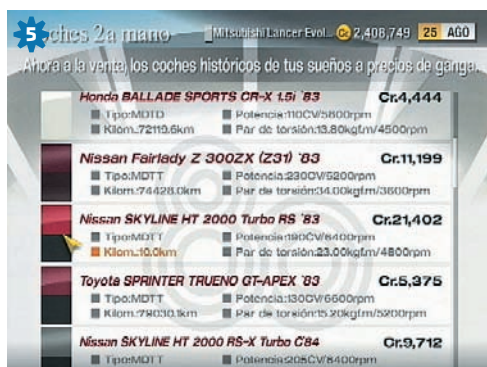 5
Coches 2a mano
Mitsubishi Lancer Evol... Cr 2,408,749 25 AGO
Ahora a la venta, los coches históricos de tus sueños a precios de ganga.
Honda BALLADE SPORTS CR-X 1.5i '83 Cr.4,444
Tipo:MDTD Potencia:110CV/5800rpm
Kilom.:72119.6km Par de torsión:13.80kgf.m/4500rpm
Nissan Fairlady Z 300ZX (Z31) '83 Cr.11,199
Tipo:MDTT Potencia:230CV/5200rpm
Kilom.:74428.0km Par de torsión:34.00kgf.m/3600rpm
Nissan SKYLINE HT 2000 Turbo RS '83 Cr.21,402
Tipo:MDTT Potencia:190CV/6400rpm
Kilom.:10.0km Par de torsión:23.00kgf.m/4800rpm
Toyota SPRINTER TRUENO GT-APEX '83 Cr.5,375
Tipo:MDTT Potencia:130CV/6600rpm
Kilom.:79030.1km Par de torsión:15.20kgf.m/5200rpm
Nissan SKYLINE HT 2000 RS-X Turbo C'84 Cr.9,712
Tipo:MDTT Potencia:205CV/6400rpm